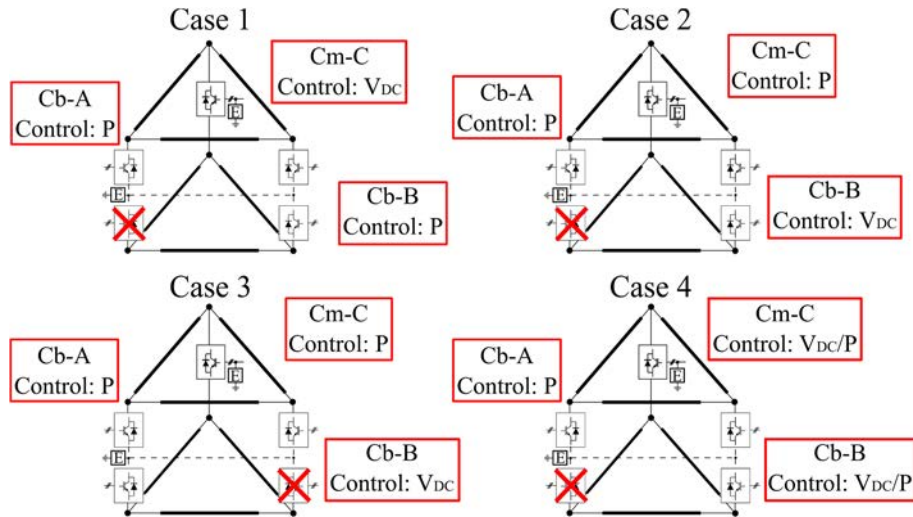 Case 1
Cm-C
Control: VDC
Cb-A
Control: P
E
E
Cb-B
Control: P
Case 2
Cm-C
Control: P
Cb-A
Control: P
E
E
Cb-B
Control: VDC
Case 3
Cm-C
Control: P
Cb-A
Control: P
E
E
Cb-B
Control: VDC
Case 4
Cm-C
Control: VDC/P
Cb-A
Control: P
E
E
Cb-B
Control: VDC/P